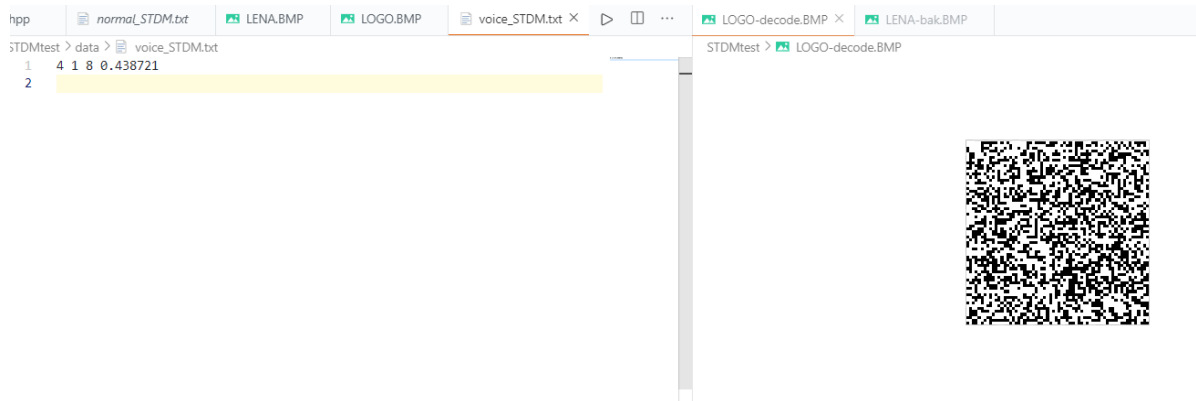 hpp normal_STDM.txt LENA.BMP LOGO.BMP voice_STDM.txt × ··· LOGO-decode.BMP × LENA-bak.BMP
STDMtest > data > voice_STDM.txt
STDMtest > LOGO-decode.BMP
1 4 1 8 0.438721
2